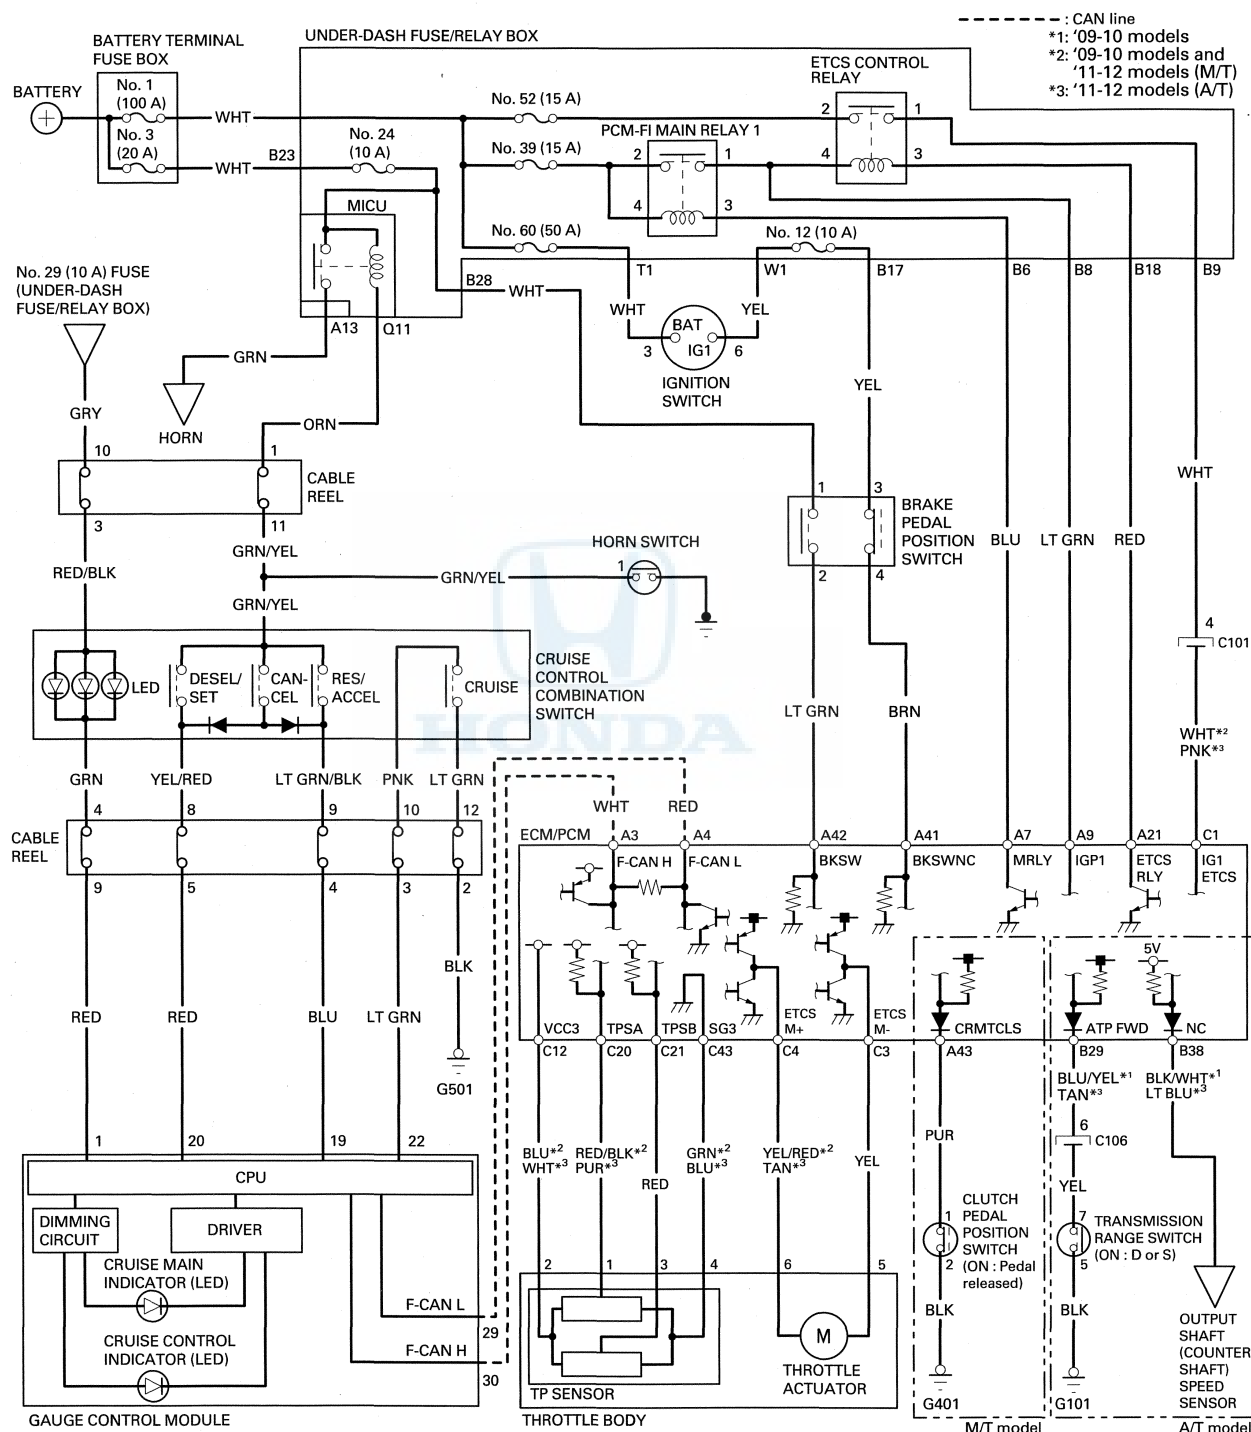 - - - - - - - : CAN line
*1: '09-10 models
*2: '09-10 models and
'11-12 models (M/T)
*3: '11-12 models (A/T)
UNDER-DASH FUSE/RELAY BOX
BATTERY TERMINAL
FUSE BOX
ETCS CONTROL
RELAY
BATTERY
No. 1
(100 A)
WHT
No. 52 (15 A)
2
1
No. 3
(20 A)
WHT
B23
No. 24
(10 A)
No. 39 (15 A)
PCM-FI MAIN RELAY 1
2
1
4
3
4
3
MICU
No. 60 (50 A)
No. 12 (10 A)
No. 29 (10 A) FUSE
(UNDER-DASH
FUSE/RELAY BOX)
B28
WHT
T1
W1
B17
B6
B8
B18
B9
A13
Q11
WHT
YEL
BAT
IG1
3
6
GRN
IGNITION
SWITCH
YEL
GRY
HORN
ORN
10
1
CABLE
REEL
WHT
3
11
1
3
BRAKE
PEDAL
POSITION
SWITCH
BLU
LT GRN
RED
GRN/YEL
HORN SWITCH
RED/BLK
GRN/YEL
1
2
4
GRN/YEL
4
C101
LED
DESEL/
SET
CAN-
CEL
RES/
ACCEL
CRUISE
CRUISE
CONTROL
COMBINATION
SWITCH
HONDA
LT GRN
BRN
WHT*2
PNK*3
GRN
YEL/RED
LT GRN/BLK
PNK
LT GRN
WHT
RED
4
8
9
10
12
CABLE
REEL
ECM/PCM
A3
A4
A42
A41
A7
A9
A21
C1
F-CAN H
F-CAN L
BKSW
BKSWNC
MRLY
IGP1
ETCS
RLY
IG1
ETCS
9
5
4
3
2
BLK
5V
RED
RED
BLU
LT GRN
VCC3
TPSA
TPSB
SG3
ETCS
M+
ETCS
M-
CRMTCLS
ATP FWD
NC
C12
C20
C21
C43
C4
C3
A43
B29
B38
G501
BLU/YEL*1
TAN*3
BLK/WHT*1
LT BLU*3
1
20
19
22
PUR
6
C106
BLU*2
WHT*3
RED/BLK*2
PUR*3
RED
GRN*2
BLU*3
YEL/RED*2
TAN*3
YEL
CPU
YEL
DIMMING
CIRCUIT
DRIVER
1
CLUTCH
PEDAL
POSITION
SWITCH
(ON : Pedal
released)
2
7
TRANSMISSION
RANGE SWITCH
(ON : D or S)
5
CRUISE MAIN
INDICATOR (LED)
2
1
3
4
6
5
F-CAN L
29
BLK
BLK
CRUISE CONTROL
INDICATOR (LED)
F-CAN H
30
M
OUTPUT
SHAFT
(COUNTER
SHAFT)
SPEED
SENSOR
TP SENSOR
THROTTLE
ACTUATOR
G401
G101
GAUGE CONTROL MODULE
THROTTLE BODY
M/T model
A/T model